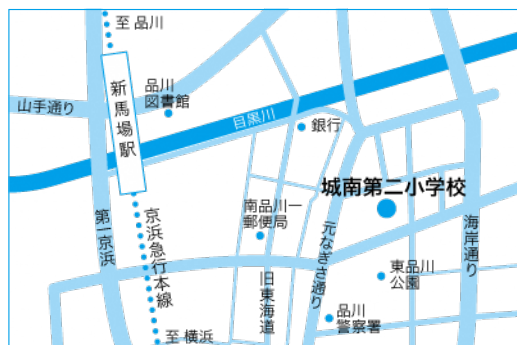 至 品川
山手通り
新馬場駅
品川
図書館
目黒川
銀行
城南第二小学校
第一京浜
京浜急行本線
南品川一
郵便局
旧東海道
元なぎさ通り
海岸通り
東品川
公園
品川
警察署
至 横浜